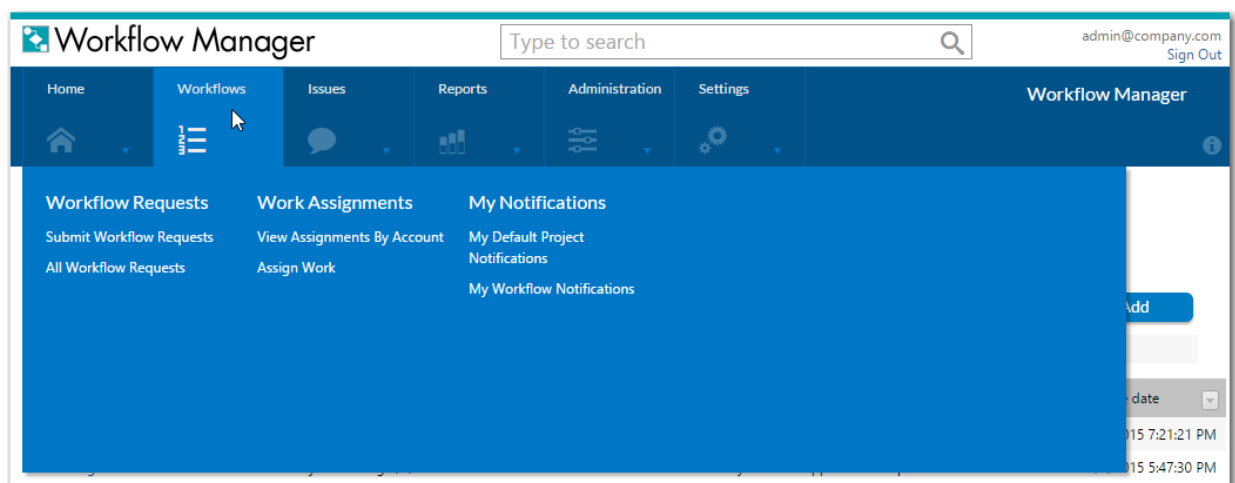 Workflow Manager
Type to search
admin@company.com
Sign Out
Home Workflows Issues Reports Administration Settings
Workflow Manager
Workflow Requests Work Assignments My Notifications
Submit Workflow Requests View Assignments By Account My Default Project
Notifications
All Workflow Requests Assign Work
My Workflow Notifications
Add
date
015 7:21:21 PM
015 5:47:30 PM